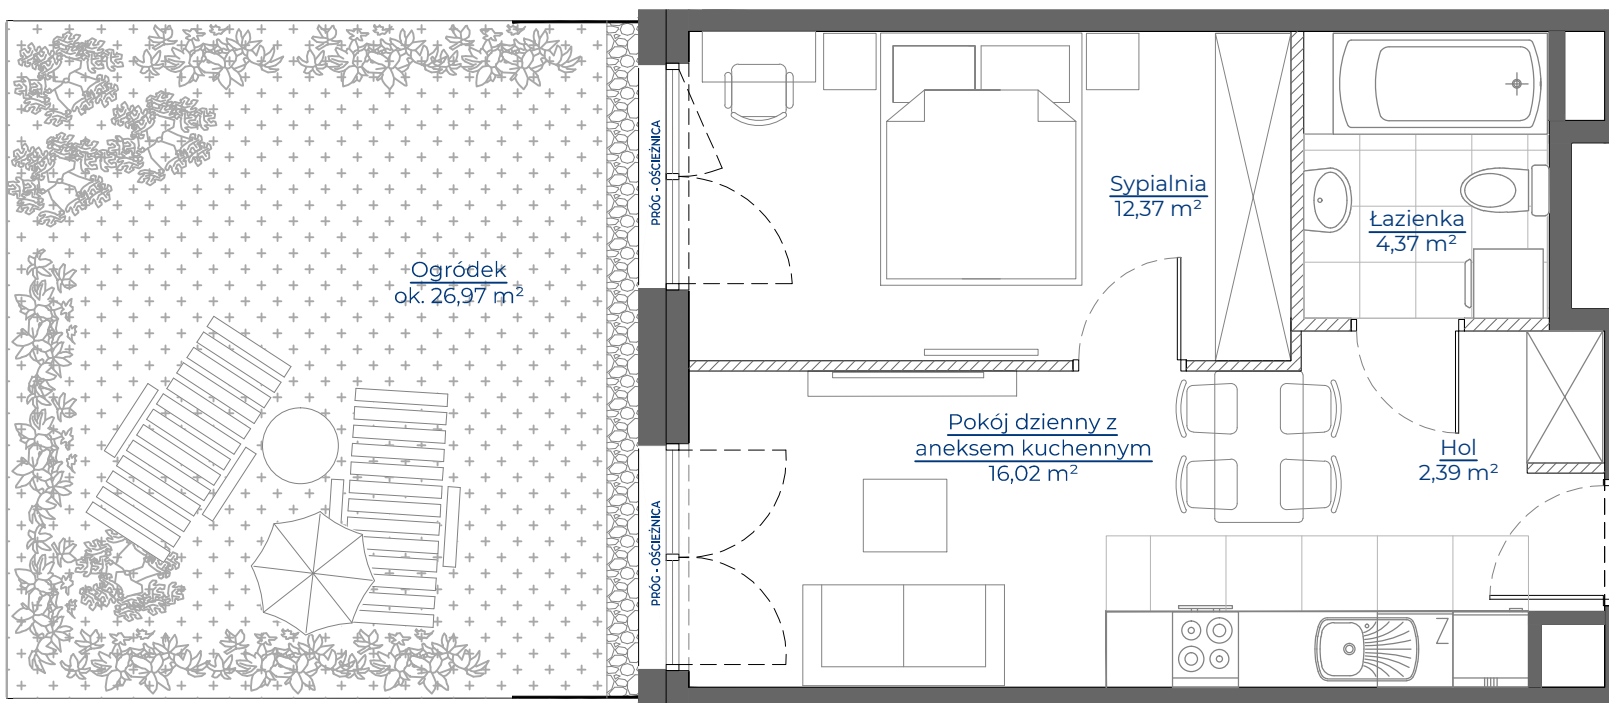 PRÓG - OŚCIEŻNICA
Sypialnia
12,37 m²
Łazienka
4,37 m²
Ogródek
ok. 26,97 m²
Pokój dzienny z
aneksem kuchennym
16,02 m²
Hol
2,39 m²
PRÓG - OŚCIEŻNICA
Z